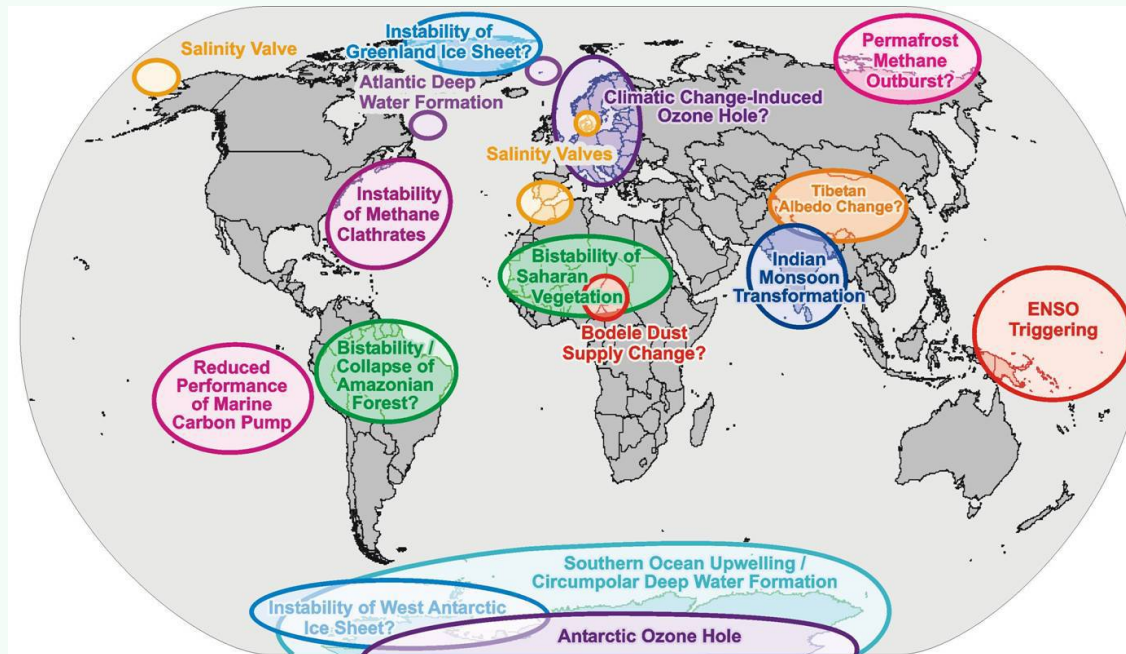 Salinity Valve
Instability of
Greenland Ice Sheet?
Permafrost
Methane
Outburst?
Atlantic Deep
Water Formation
Climatic Change-Induced
Ozone Hole?
Salinity Valves
Instability
of Methane
Clathrates
Tibetan
Albedo Change?
Bistability of
Saharan
Vegetation
Indian
Monsoon
Transformation
Bodele Dust
Supply Change?
ENSO
Triggering
Reduced
Performance
of Marine
Carbon Pump
Bistability /
Collapse of
Amazonian
Forest?
Southern Ocean Upwelling /
Circumpolar Deep Water Formation
Instability of West Antarctic
Ice Sheet?
Antarctic Ozone Hole